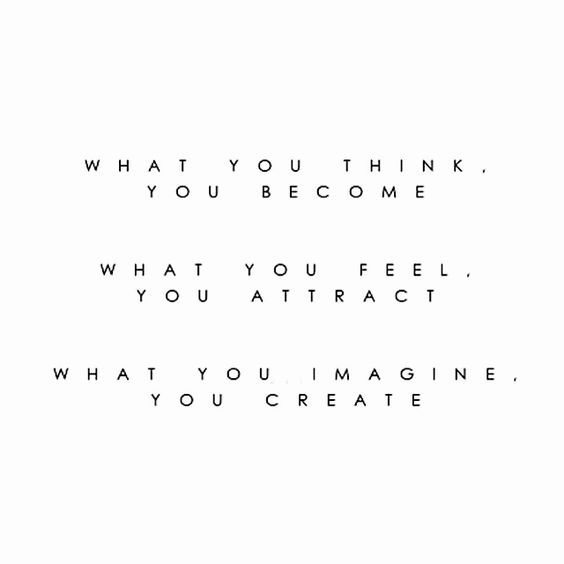 WHAT YOU THINK,
YOU BECOME
WHAT YOU FEEL,
YOU ATTRACT
WHAT YOU IMAGINE,
YOU CREATE